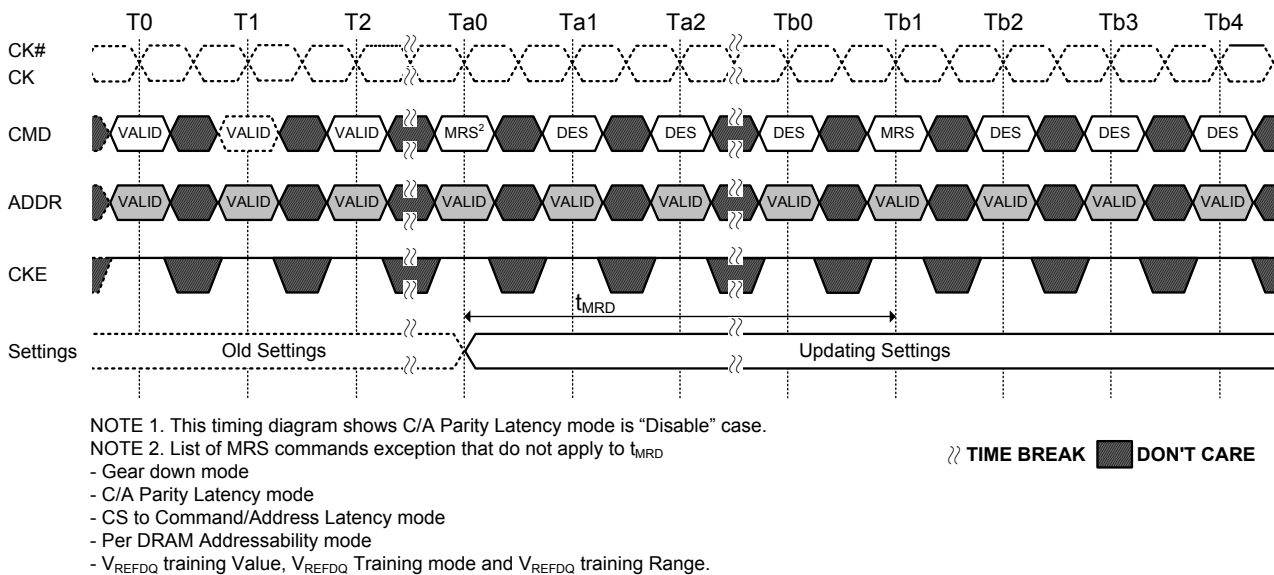 T0 T1 T2 Ta0 Ta1 Ta2 Tb0 Tb1 Tb2 Tb3 Tb4
CK#
CK
CMD VALID VALID VALID MRS2 DES DES DES MRS DES DES DES
ADDR VALID VALID VALID VALID VALID VALID VALID VALID VALID VALID VALID
CKE
tMRD
Settings Old Settings Updating Settings
NOTE 1. This timing diagram shows C/A Parity Latency mode is “Disable” case.
NOTE 2. List of MRS commands exception that do not apply to tMRD
- Gear down mode
- C/A Parity Latency mode
- CS to Command/Address Latency mode
- Per DRAM Addressability mode
- VREFDQ training Value, VREFDQ Training mode and VREFDQ training Range.
TIME BREAK DON'T CARE